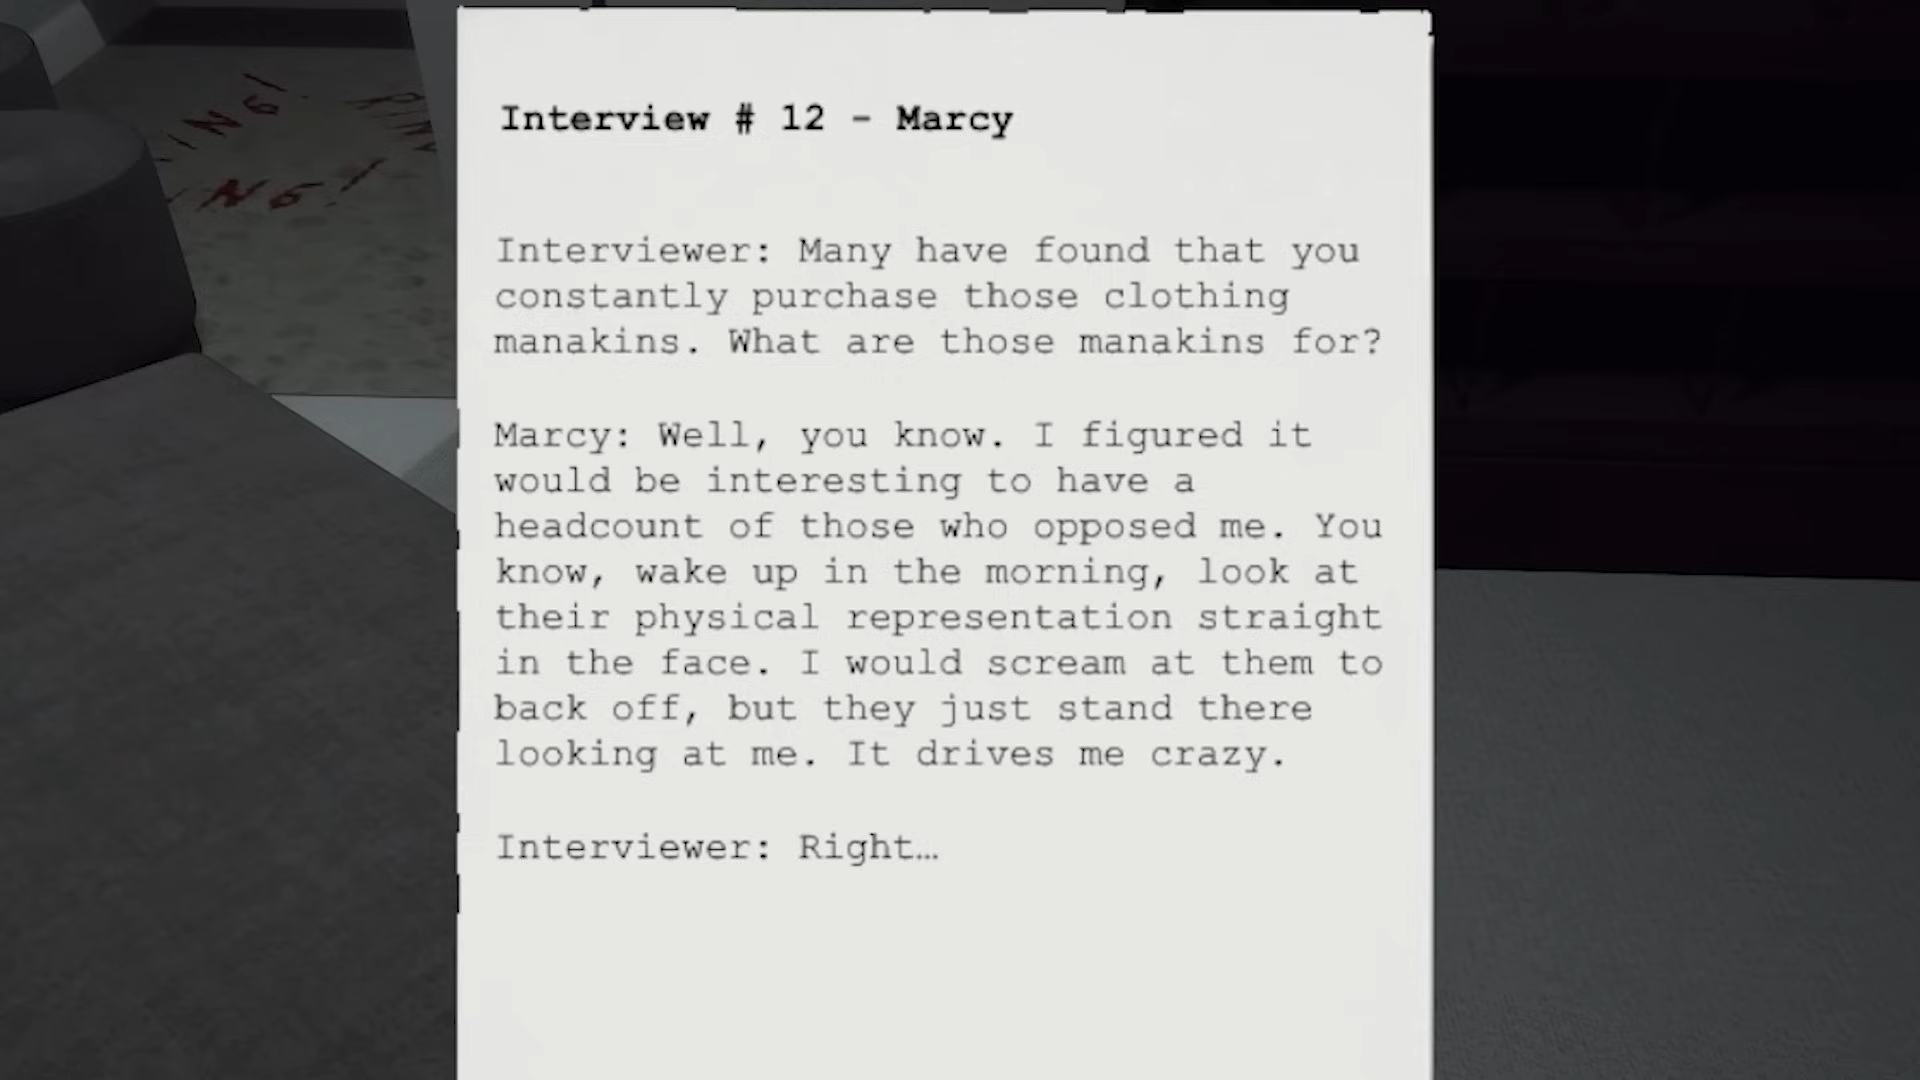 Interview # 12 - Marcy
Interviewer: Many have found that you
constantly purchase those clothing
manakins. What are those manakins for?
Marcy: Well, you know. I figured it
would be interesting to have a
headcount of those who opposed me. You
know, wake up in the morning, look at
their physical representation straight
in the face. I would scream at them to
back off, but they just stand there
looking at me. It drives me crazy.
Interviewer: Right…